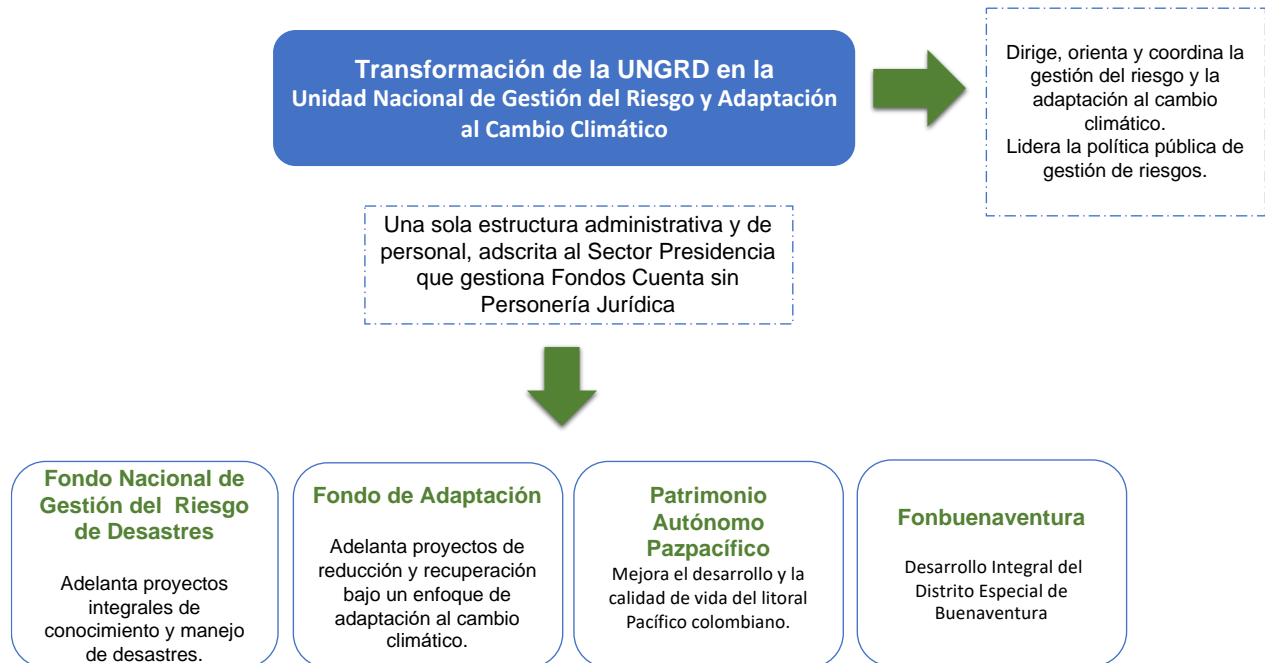 Transformación de la UNGRD en la
Unidad Nacional de Gestión del Riesgo y Adaptación
al Cambio Climático
Dirige, orienta y coordina la
gestión del riesgo y la
adaptación al cambio
climático.
Lidera la política pública de
gestión de riesgos.
Una sola estructura administrativa y de
personal, adscrita al Sector Presidencia
que gestiona Fondos Cuenta sin
Personería Jurídica
Fondo Nacional de
Gestión del Riesgo
de Desastres
Adelanta proyectos
integrales de
conocimiento y manejo
de desastres.
Fondo de Adaptación
Adelanta proyectos de
reducción y recuperación
bajo un enfoque de
adaptación al cambio
climático.
Patrimonio
Autónomo
Pazpacífico
Mejora el desarrollo y la
calidad de vida del litoral
Pacífico colombiano.
Fonbuenaventura
Desarrollo Integral del
Distrito Especial de
Buenaventura